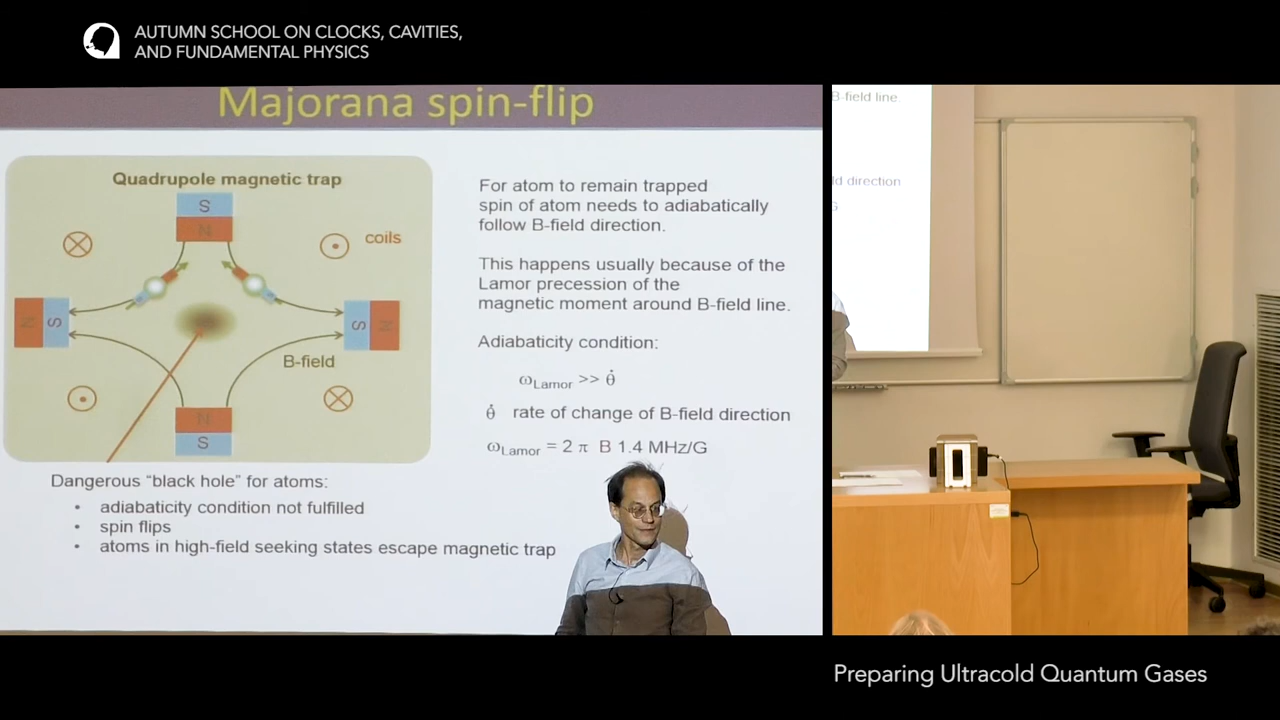 AUTUMN SCHOOL ON CLOCKS, CAVITIES,
AND FUNDAMENTAL PHYSICS
Majorana spin-flip
Quadrupole magnetic trap
S
N
coils
N
S
S
N
B-field
N
S
For atom to remain trapped
spin of atom needs to adiabatically
follow B-field direction.
This happens usually because of the
Lamor precession of the
magnetic moment around B-field line.
Adiabaticity condition:
ωLamor >> θ̇
θ̇ rate of change of B-field direction
ωLamor = 2 π B 1.4 MHz/G
Dangerous “black hole” for atoms:
• adiabaticity condition not fulfilled
• spin flips
• atoms in high-field seeking states escape magnetic trap
B-field line.
ld direction
G
Preparing Ultracold Quantum Gases